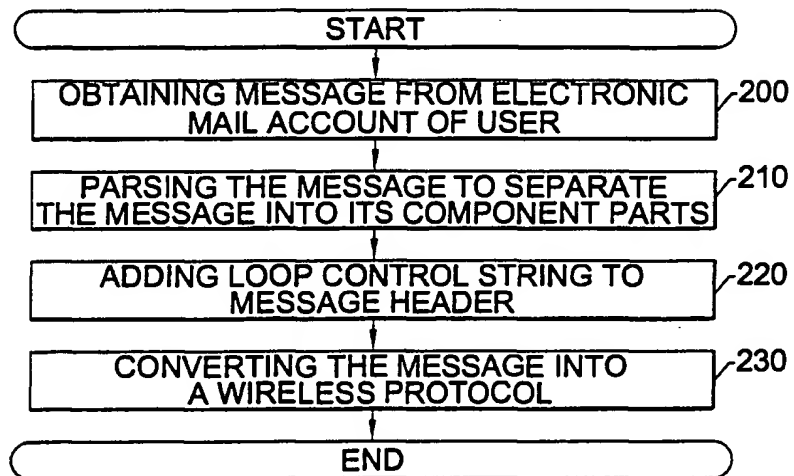 START
OBTAINING MESSAGE FROM ELECTRONIC
MAIL ACCOUNT OF USER
200
PARSING THE MESSAGE TO SEPARATE
THE MESSAGE INTO ITS COMPONENT PARTS
210
ADDING LOOP CONTROL STRING TO
MESSAGE HEADER
220
CONVERTING THE MESSAGE INTO
A WIRELESS PROTOCOL
230
END